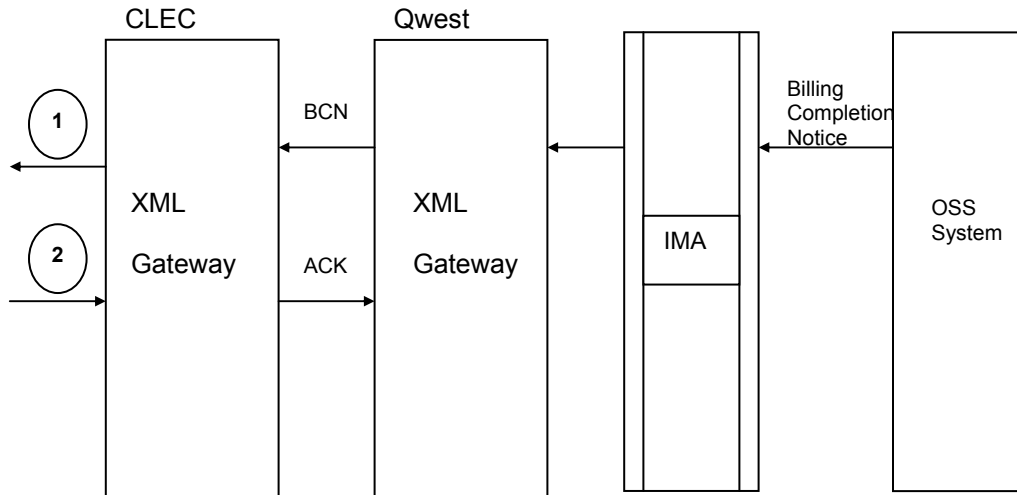 CLEC
Qwest
1
BCN
Billing
Completion
Notice
XML
Gateway
XML
Gateway
OSS
System
2
ACK
IMA